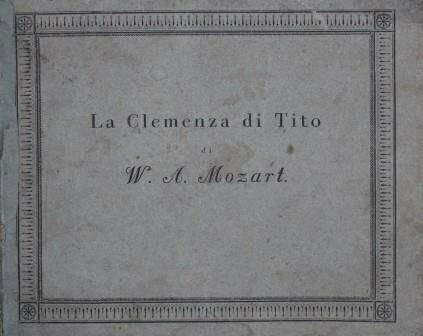 La Clemenza di Tito
di
W. A. Mozart.